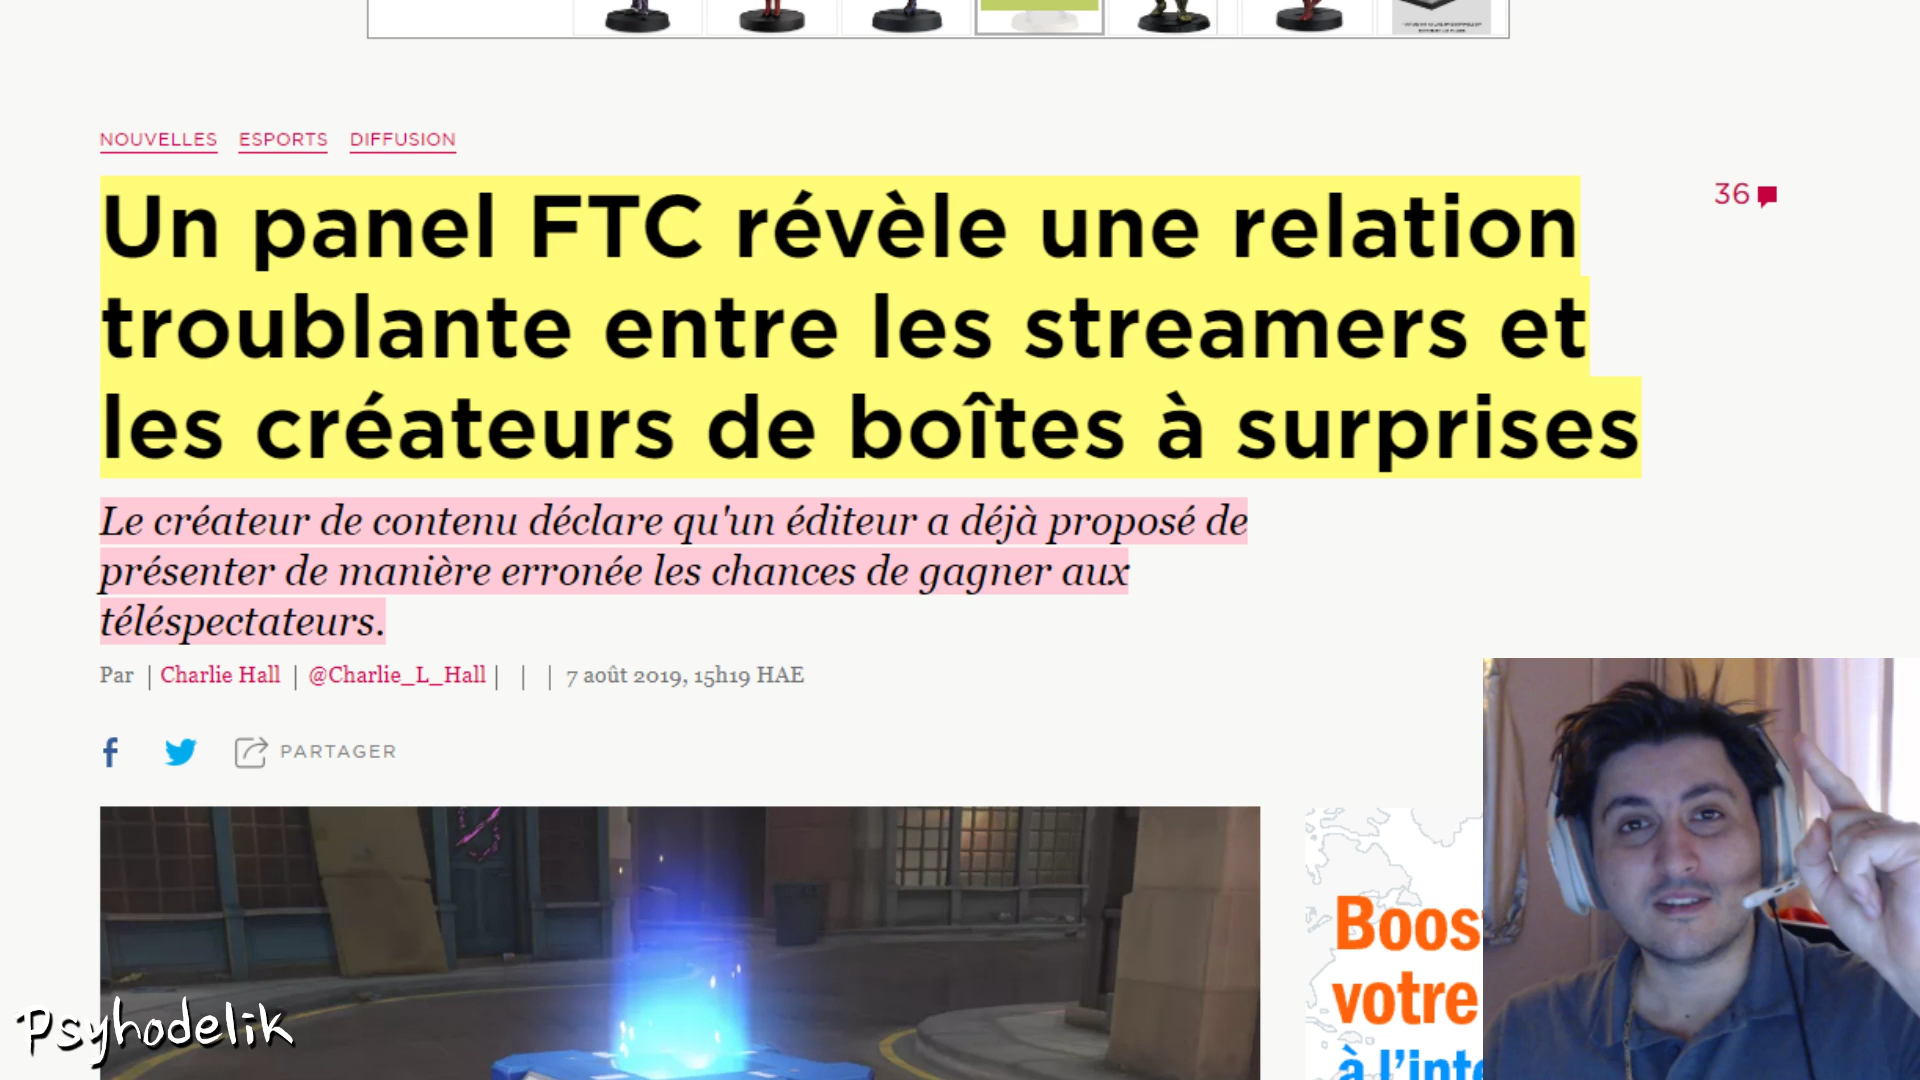 NOUVELLES ESPORTS DIFFUSION
Un panel FTC révèle une relation
troublante entre les streamers et
les créateurs de boîtes à surprises
36
Le créateur de contenu déclare qu'un éditeur a déjà proposé de
présenter de manière erronée les chances de gagner aux
téléspectateurs.
Par | Charlie Hall | @Charlie_L_Hall | | | 7 août 2019, 15h19 HAE
PARTAGER
Boos
votre
à l'inte
Psyhodelik